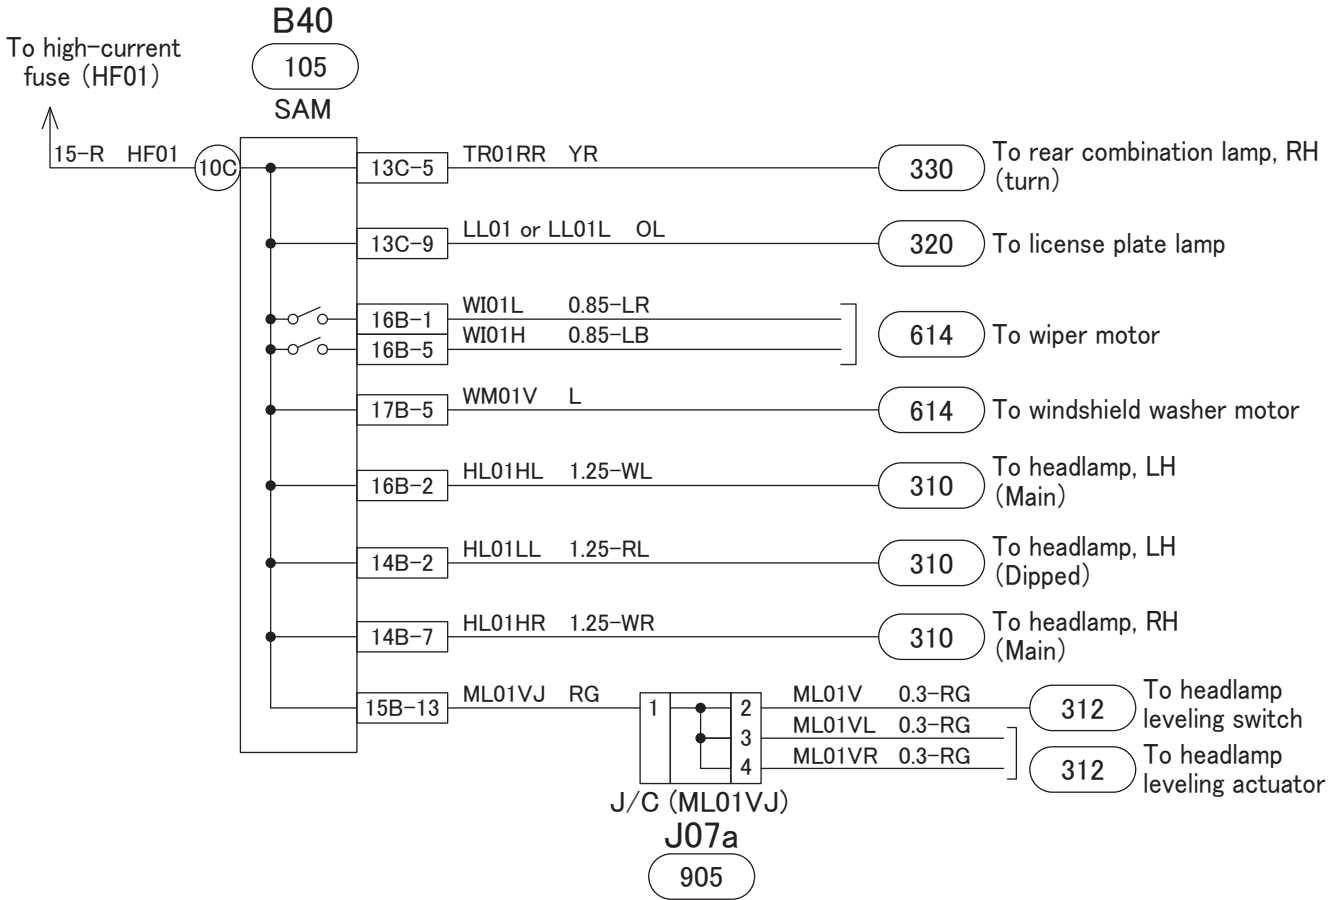 B40
To high-current
fuse (HF01)
105
SAM
15-R HF01
10C
13C-5
TR01RR YR
330
To rear combination lamp, RH
(turn)
13C-9
LL01 or LL01L OL
320
To license plate lamp
16B-1
WI01L 0.85-LR
16B-5
WI01H 0.85-LB
614
To wiper motor
17B-5
WM01V L
614
To windshield washer motor
16B-2
HL01HL 1.25-WL
310
To headlamp, LH
(Main)
14B-2
HL01LL 1.25-RL
310
To headlamp, LH
(Dipped)
14B-7
HL01HR 1.25-WR
310
To headlamp, RH
(Main)
15B-13
ML01VJ RG
1
2
ML01V 0.3-RG
312
To headlamp
leveling switch
3
ML01VL 0.3-RG
4
ML01VR 0.3-RG
312
To headlamp
leveling actuator
J/C (ML01VJ)
J07a
905